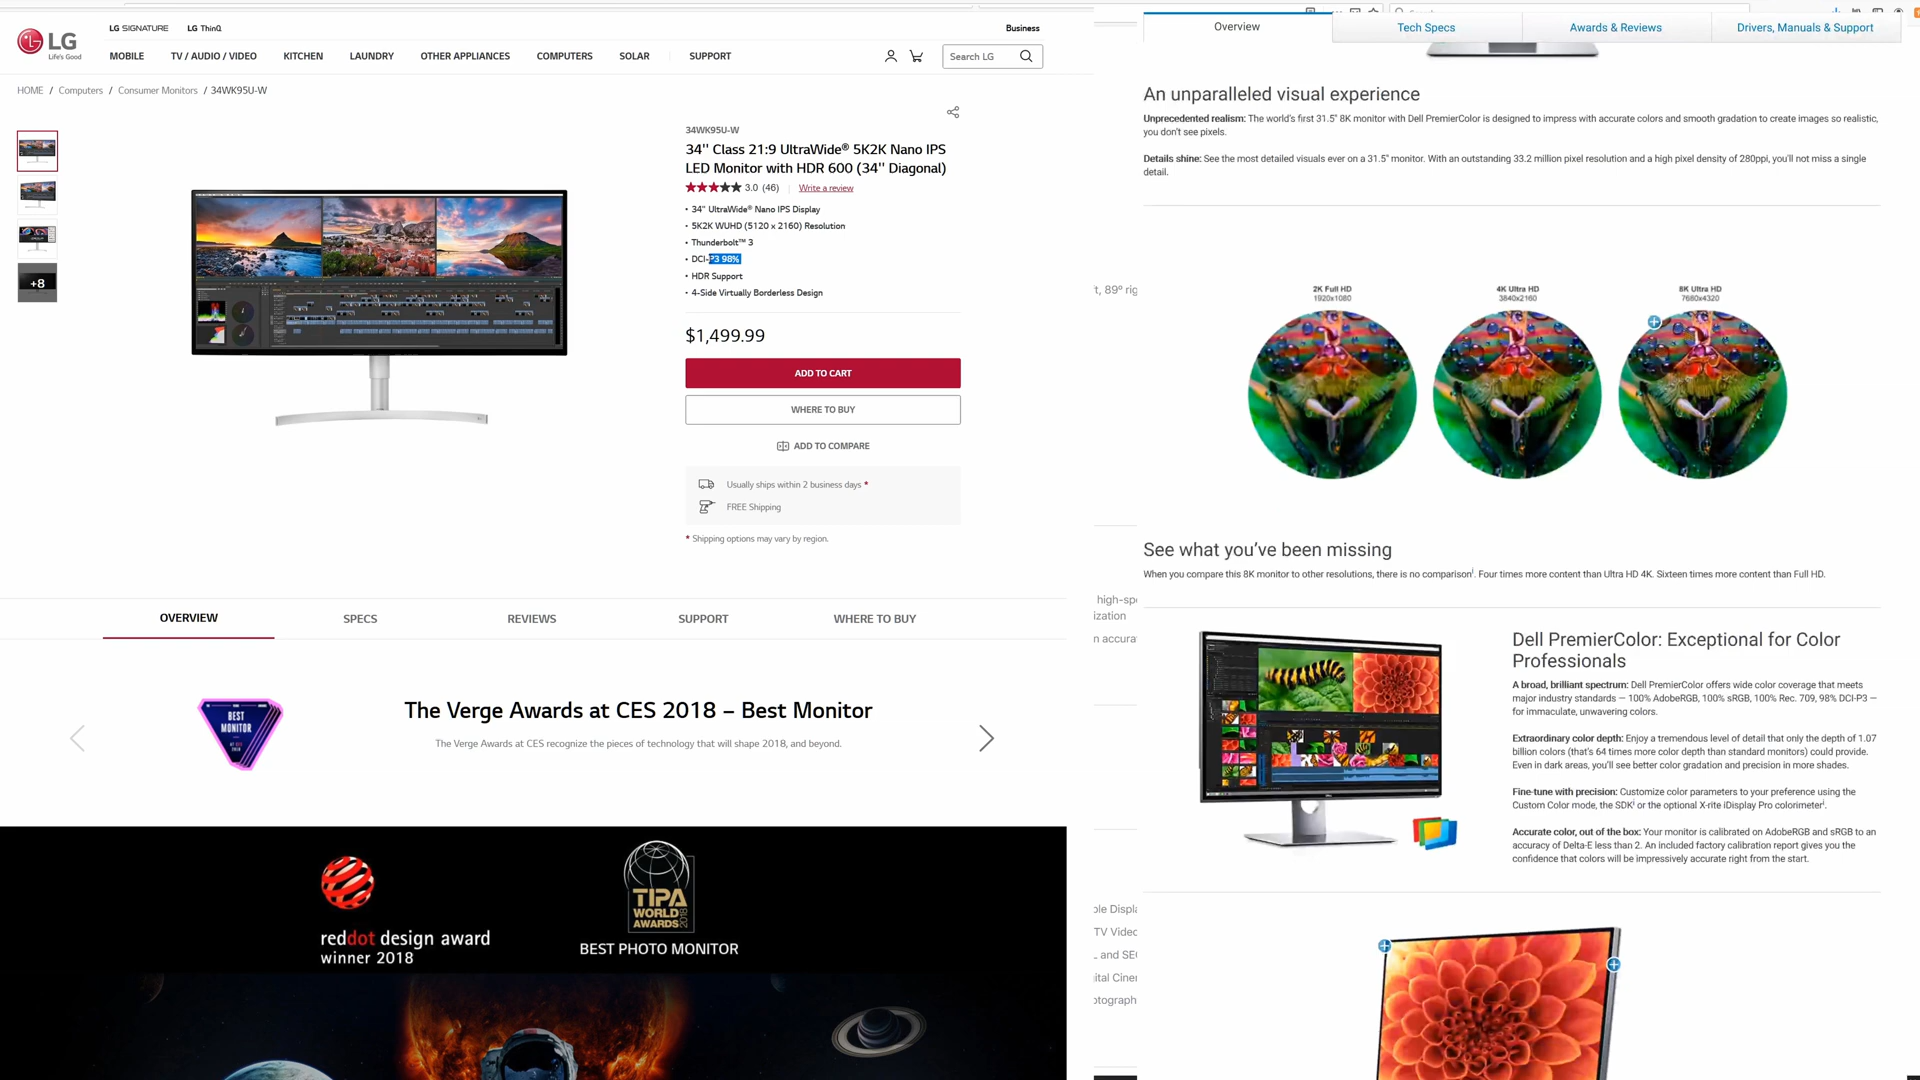 LG SIGNATURE LG ThinQ Business
LG
Life's Good
MOBILE TV / AUDIO / VIDEO KITCHEN LAUNDRY OTHER APPLIANCES COMPUTERS SOLAR SUPPORT
Search LG
HOME / Computers / Consumer Monitors / 34WK95U-W
+8
34WK95U-W
34'' Class 21:9 UltraWide® 5K2K Nano IPS
LED Monitor with HDR 600 (34'' Diagonal)
3.0 (46) Write a review
• 34" UltraWide® Nano IPS Display
• 5K2K WUHD (5120 x 2160) Resolution
• Thunderbolt™ 3
• DCI-P3 98%
• HDR Support
• 4-Side Virtually Borderless Design
$1,499.99
ADD TO CART
WHERE TO BUY
ADD TO COMPARE
Usually ships within 2 business days *
FREE Shipping
* Shipping options may vary by region.
OVERVIEW SPECS REVIEWS SUPPORT WHERE TO BUY
BEST
MONITOR
The Verge Awards at CES 2018 – Best Monitor
The Verge Awards at CES recognize the pieces of technology that will shape 2018, and beyond.
reddot design award
winner 2018
TIPA
WORLD
AWARDS 2018
BEST PHOTO MONITOR
t, 89° rig
high-spe
ization
n accura
ple Displa
TV Video
L and SE
ital Cine
otograph
Overview Tech Specs Awards & Reviews Drivers, Manuals & Support
An unparalleled visual experience
Unprecedented realism: The world's first 31.5" 8K monitor with Dell PremierColor is designed to impress with accurate colors and smooth gradation to create images so realistic,
you don't see pixels.
Details shine: See the most detailed visuals ever on a 31.5" monitor. With an outstanding 33.2 million pixel resolution and a high pixel density of 280ppi, you'll not miss a single
detail.
2K Full HD
1920x1080
4K Ultra HD
3840x2160
8K Ultra HD
7680x4320
See what you've been missing
When you compare this 8K monitor to other resolutions, there is no comparison¹. Four times more content than Ultra HD 4K. Sixteen times more content than Full HD.
Dell PremierColor: Exceptional for Color
Professionals
A broad, brilliant spectrum: Dell PremierColor offers wide color coverage that meets
major industry standards — 100% AdobeRGB, 100% sRGB, 100% Rec. 709, 98% DCI-P3 —
for immaculate, unwavering colors.
Extraordinary color depth: Enjoy a tremendous level of detail that only the depth of 1.07
billion colors (that's 64 times more color depth than standard monitors) could provide.
Even in dark areas, you'll see better color gradation and precision in more shades.
Fine-tune with precision: Customize color parameters to your preference using the
Custom Color mode, the SDK¹ or the optional X-rite iDisplay Pro colorimeter¹.
Accurate color, out of the box: Your monitor is calibrated on AdobeRGB and sRGB to an
accuracy of Delta-E less than 2. An included factory calibration report gives you the
confidence that colors will be impressively accurate right from the start.